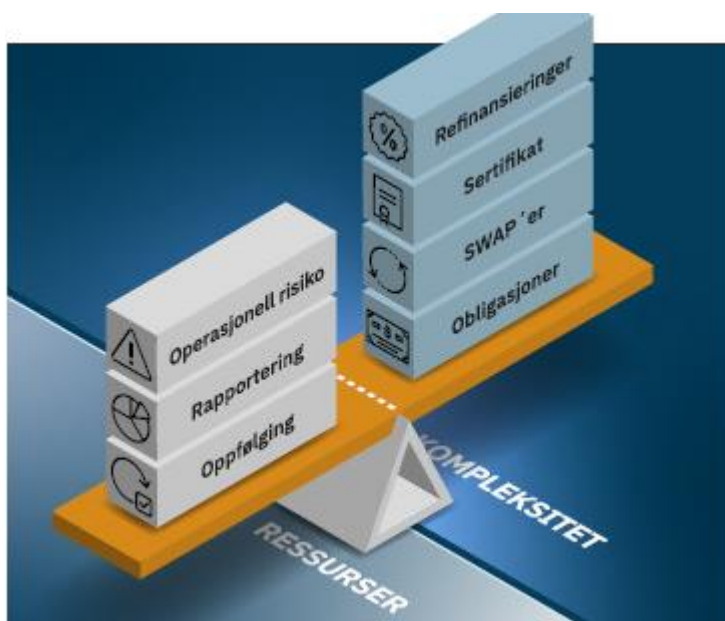 Operasjonell risiko
Rapportering
Oppfølging
Refinansieringer
Sertifikat
SWAP´er
Obligasjoner
RESSURSER
KOMPLEKSITET